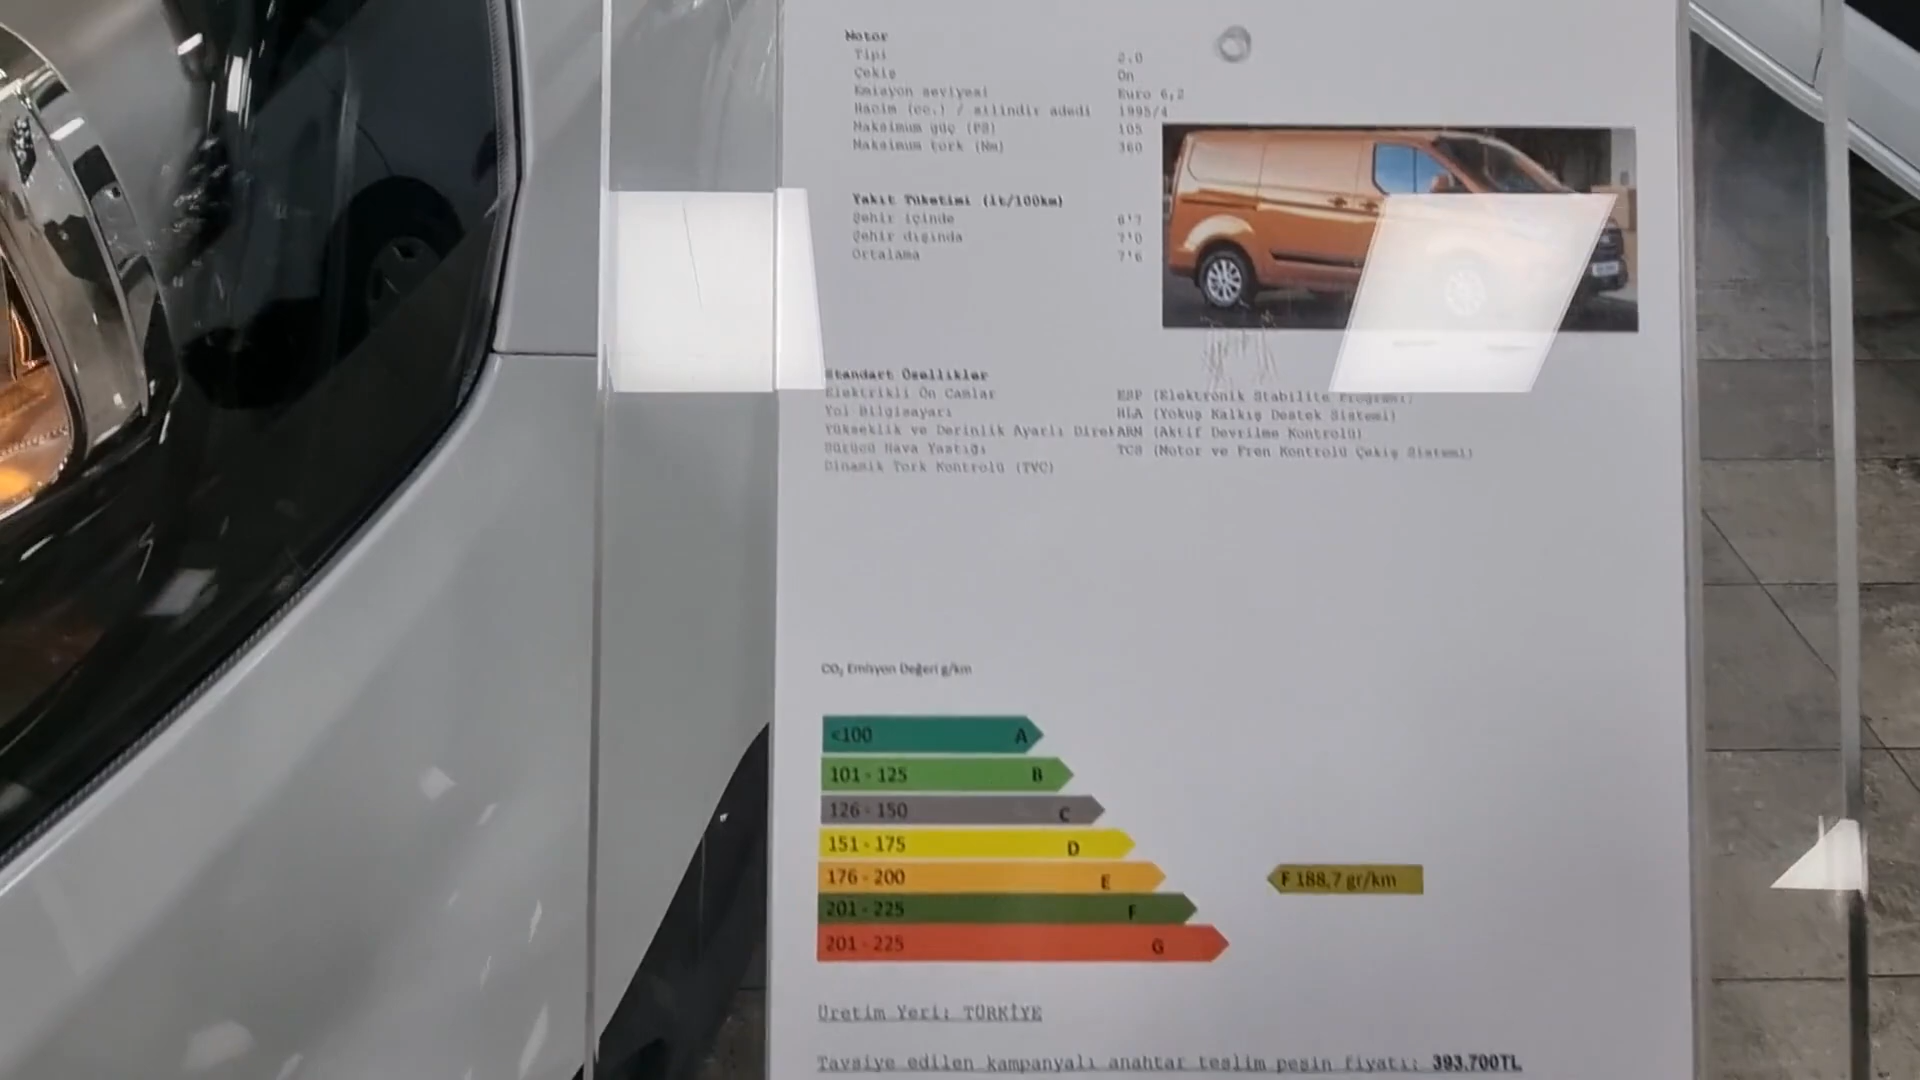 Motor
Tipi 2.0
Çekiş Ön
Emisyon seviyesi Euro 6,2
Hacim (cc.) / silindir adedi 1995/4
Maksimum güç (PS) 105
Maksimum tork (Nm) 360
Yakıt Tüketimi (lt/100km)
Şehir içinde
Şehir dışında 7'0
Ortalama 7'6
Standart Özellikler
Elektrikli Ön Camlar ESP (Elektronik Stabilite Programı)
Yol Bilgisayarı HLA (Yokuş Kalkış Destek Sistemi)
Yükseklik ve Derinlik Ayarlı Direk ARM (Aktif Devrilme Kontrolü)
Sürücü Hava Yastığı TCS (Motor ve Fren Kontrolü Çekiş Sistemi)
Dinamik Tork Kontrolü (TVC)
CO₂ Emisyon Değeri g/km
<100 A
101 - 125 B
126 - 150 C
151 - 175 D
176 - 200 E F 188,7 gr/km
201 - 225 F
201 - 225 G
Üretim Yeri: TÜRKİYE
Tavsiye edilen kampanyalı anahtar teslim peşin fiyatı: 393.700TL